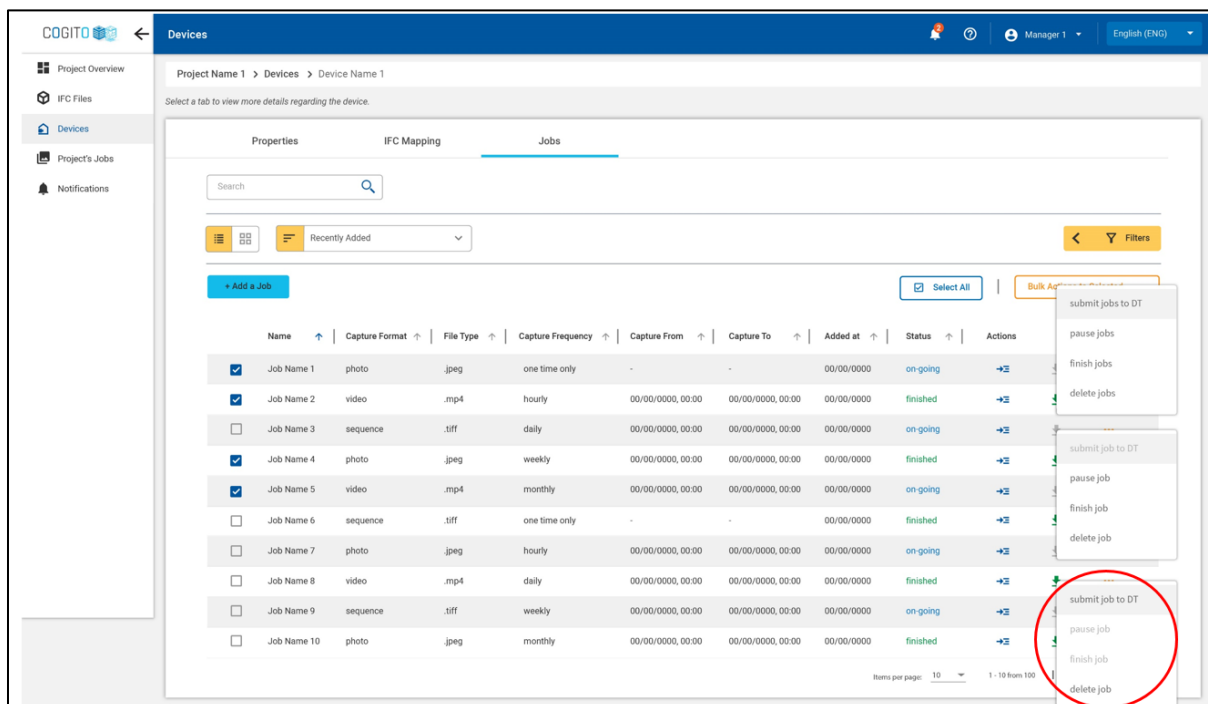 COGITO
Devices
2
Manager 1
English (ENG)
Project Overview
IFC Files
Devices
Project's Jobs
Notifications
Project Name 1 > Devices > Device Name 1
Select a tab to view more details regarding the device.
Properties IFC Mapping Jobs
Search
Recently Added
Filters
+ Add a Job
Select All
Bulk Actions to Selected
submit jobs to DT
pause jobs
finish jobs
delete jobs
Name Capture Format File Type Capture Frequency Capture From Capture To Added at Status Actions
Job Name 1 photo .jpeg one time only - - 00/00/0000 on-going
Job Name 2 video .mp4 hourly 00/00/0000, 00:00 00/00/0000, 00:00 00/00/0000 finished
Job Name 3 sequence .tiff daily 00/00/0000, 00:00 00/00/0000, 00:00 00/00/0000 on-going
Job Name 4 photo .jpeg weekly 00/00/0000, 00:00 00/00/0000, 00:00 00/00/0000 finished
Job Name 5 video .mp4 monthly 00/00/0000, 00:00 00/00/0000, 00:00 00/00/0000 on-going
Job Name 6 sequence .tiff one time only - - 00/00/0000 finished
Job Name 7 photo .jpeg hourly 00/00/0000, 00:00 00/00/0000, 00:00 00/00/0000 on-going
Job Name 8 video .mp4 daily 00/00/0000, 00:00 00/00/0000, 00:00 00/00/0000 finished
Job Name 9 sequence .tiff weekly 00/00/0000, 00:00 00/00/0000, 00:00 00/00/0000 on-going
Job Name 10 photo .jpeg monthly 00/00/0000, 00:00 00/00/0000, 00:00 00/00/0000 finished
submit job to DT
pause job
finish job
delete job
submit job to DT
pause job
finish job
delete job
Items per page: 10 1 - 10 from 100